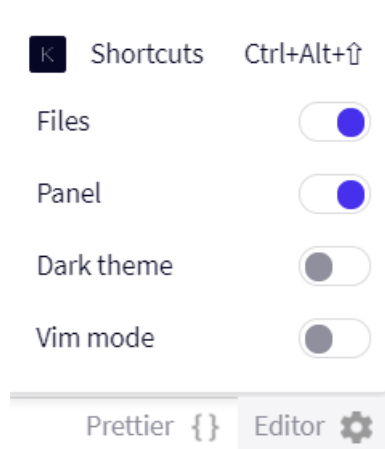 K Shortcuts Ctrl+Alt+⇧
Files
Panel
Dark theme
Vim mode
Prettier { } Editor